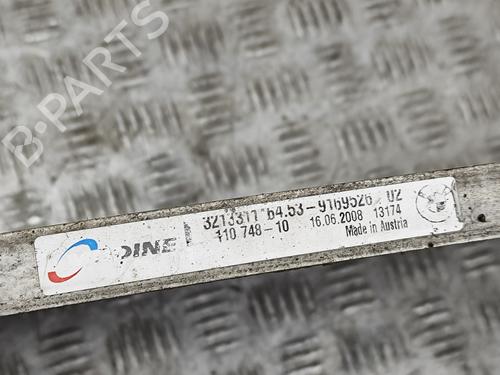 B-PARTS
3213311 64.53-9169526 02
DINE 110 748-10 16.06.2008 13174
Made in Austria